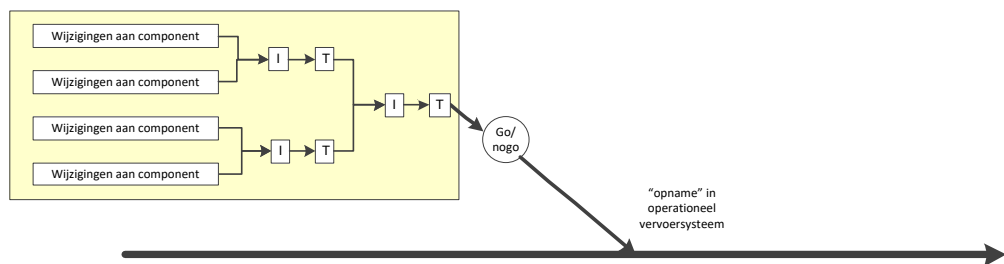 Wijzigingen aan component
I
T
Wijzigingen aan component
I
T
Wijzigingen aan component
Go/
nogo
I
T
Wijzigingen aan component
“opname” in
operationeel
vervoersysteem